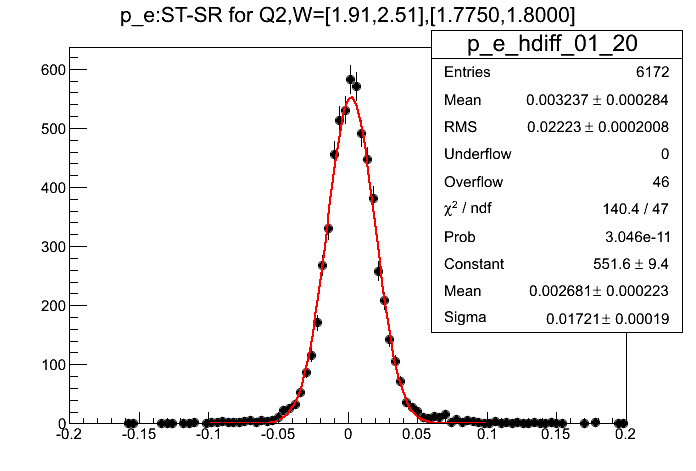 p_e:ST-SR for Q2,W=[1.91,2.51],[1.7750,1.8000]
p_e_hdiff_01_20
Entries 6172
Mean 0.003237 ± 0.000284
RMS 0.02223 ± 0.0002008
Underflow 0
Overflow 46
χ² / ndf 140.4 / 47
Prob 3.046e-11
Constant 551.6 ± 9.4
Mean 0.002681 ± 0.000223
Sigma 0.01721 ± 0.00019
600
500
400
300
200
100
0
-0.2 -0.15 -0.1 -0.05 0 0.05 0.1 0.15 0.2